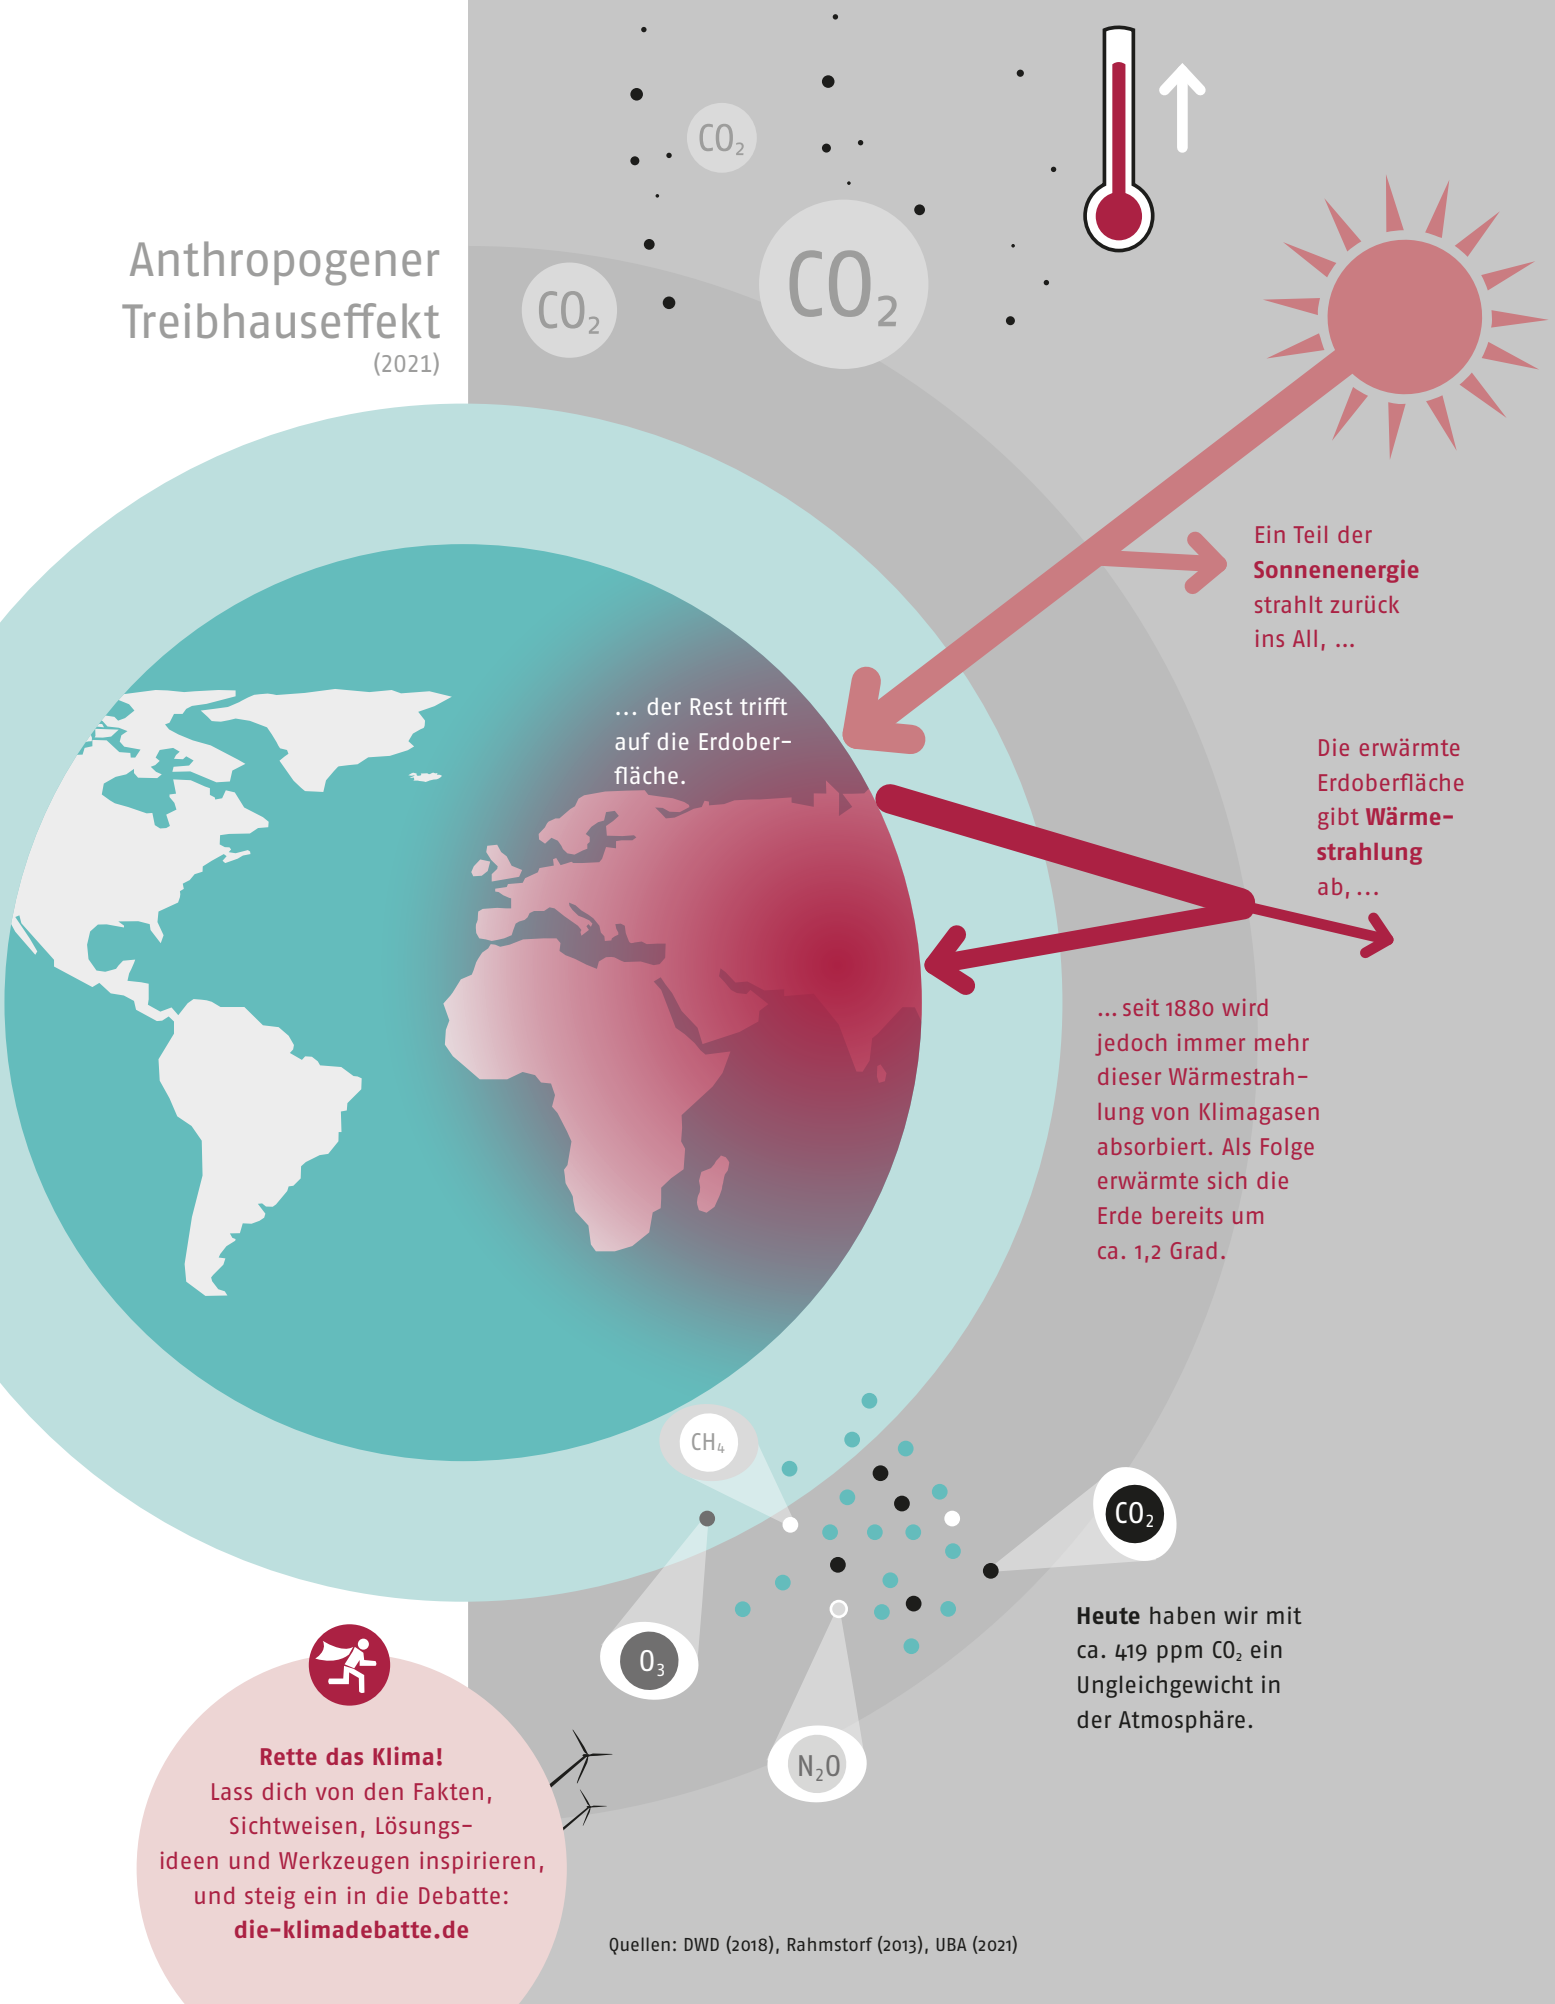 CO₂
CO₂
CO₂
Anthropogener
Treibhauseffekt
(2021)
Ein Teil der
Sonnenenergie
strahlt zurück
ins All, ...
... der Rest trifft
auf die Erdober-
fläche.
Die erwärmte
Erdoberfläche
gibt Wärme-
strahlung
ab, ...
... seit 1880 wird
jedoch immer mehr
dieser Wärmestrah-
lung von Klimagasen
absorbiert. Als Folge
erwärmte sich die
Erde bereits um
ca. 1,2 Grad.
CH₄
CO₂
O₃
N₂O
Heute haben wir mit
ca. 419 ppm CO₂ ein
Ungleichgewicht in
der Atmosphäre.
Rette das Klima!
Lass dich von den Fakten,
Sichtweisen, Lösungs-
ideen und Werkzeugen inspirieren,
und steig ein in die Debatte:
die-klimadebatte.de
Quellen: DWD (2018), Rahmstorf (2013), UBA (2021)